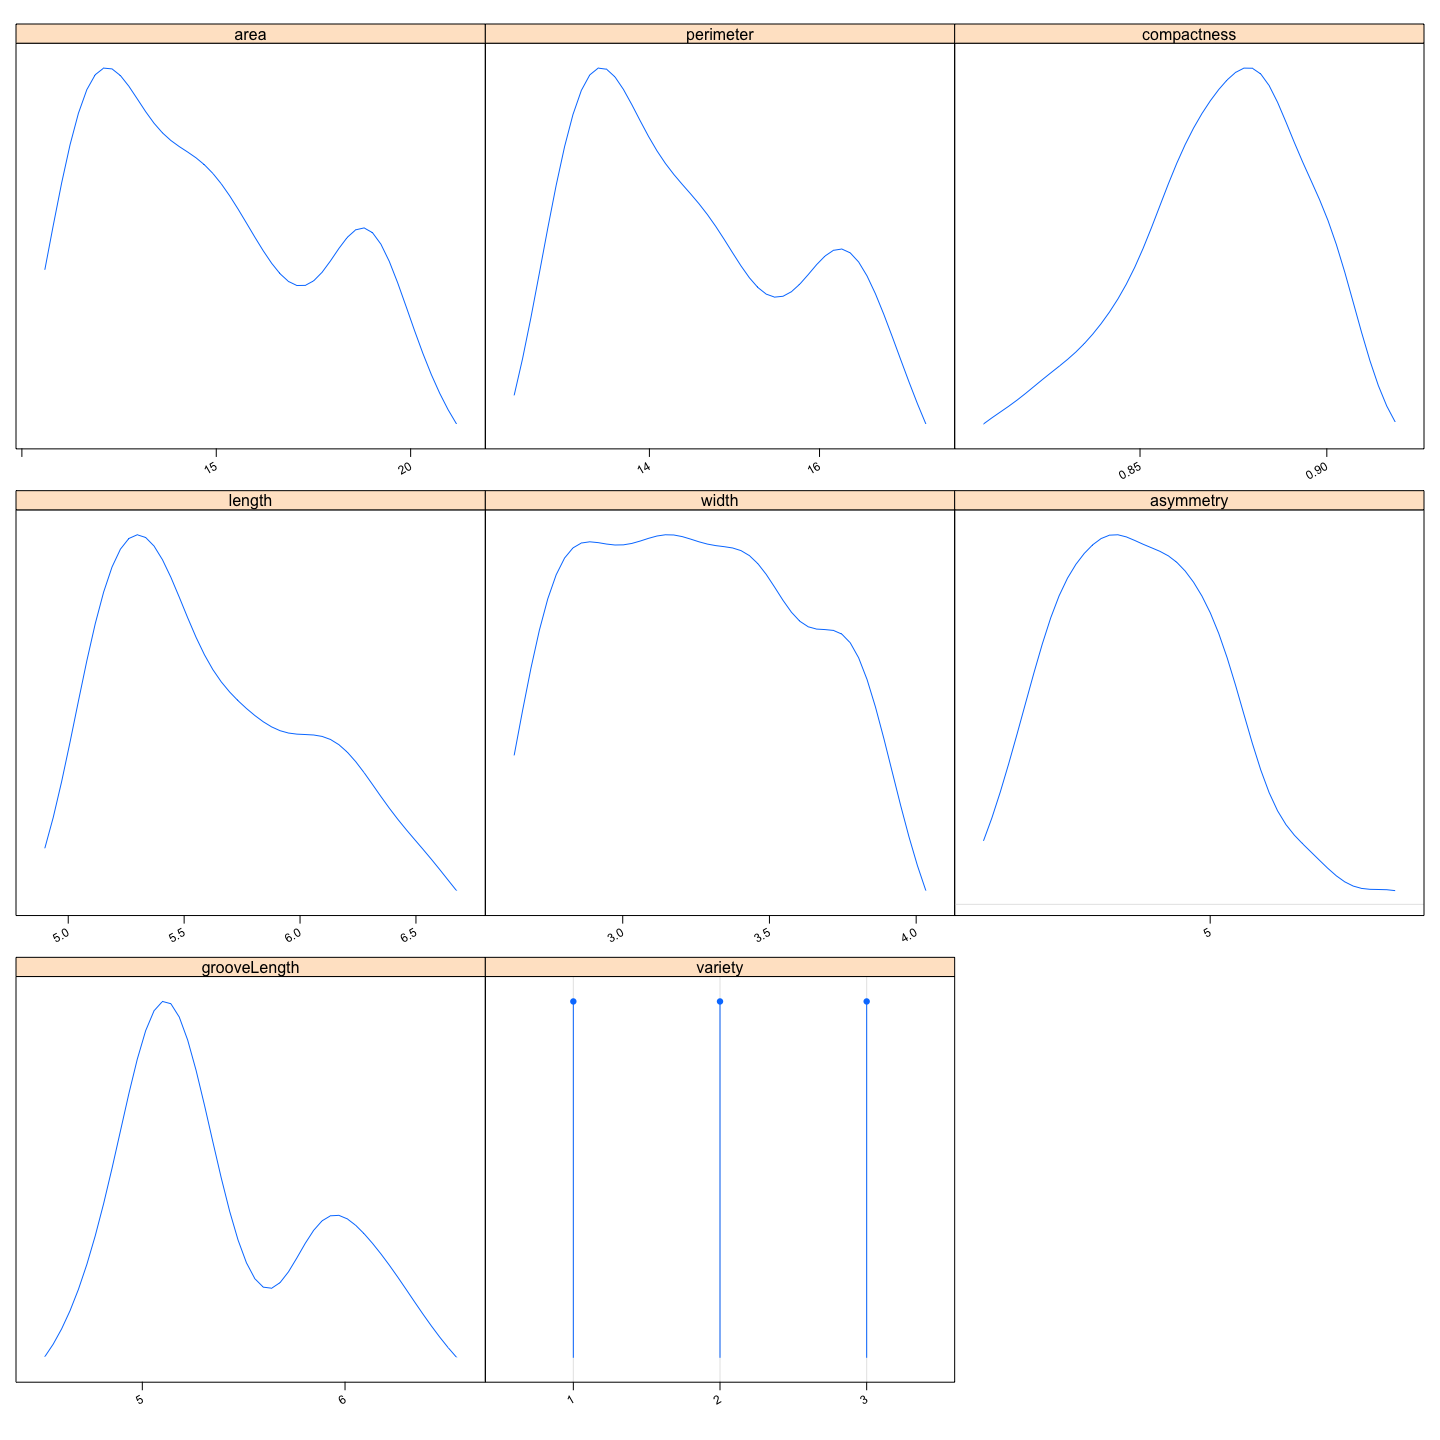 area perimeter compactness
15 20 14 16 0.85 0.90
length width asymmetry
5.0 5.5 6.0 6.5 3.0 3.5 4.0 5
grooveLength variety
5 6 1 2 3